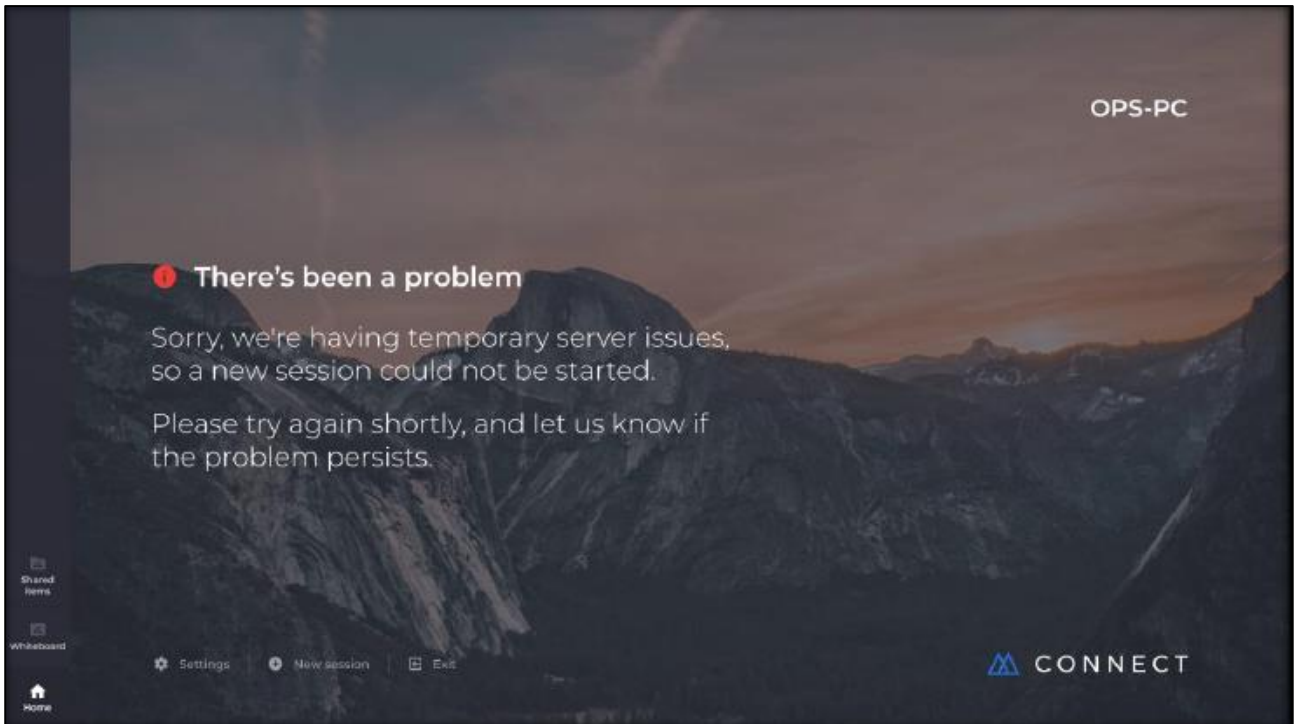 OPS-PC
There's been a problem
Sorry, we're having temporary server issues,
so a new session could not be started.
Please try again shortly, and let us know if
the problem persists.
Shared
Items
Whiteboard
Home
Settings
New session
Exit
CONNECT